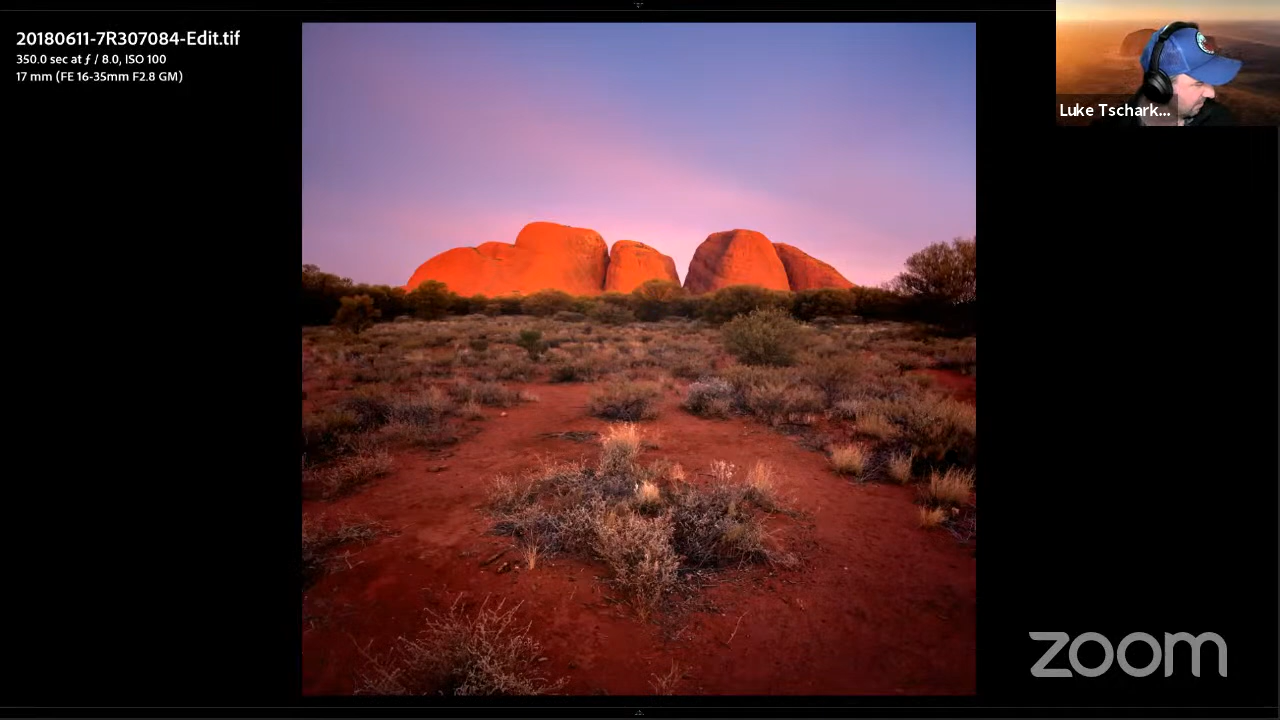 20180611-7R307084-Edit.tif
350.0 sec at ƒ / 8.0, ISO 100
17 mm (FE 16-35mm F2.8 GM)
Luke Tschark...
zoom